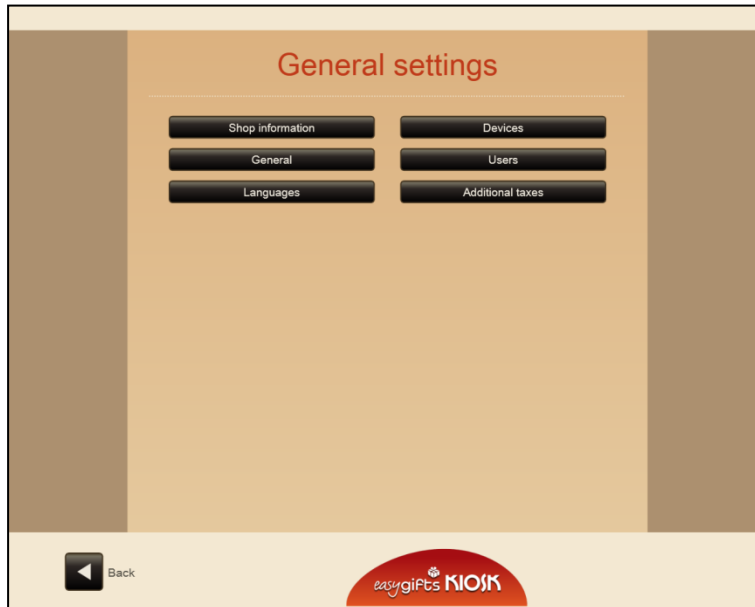 General settings
Shop information
Devices
General
Users
Languages
Additional taxes
Back
easygifts KIOSK